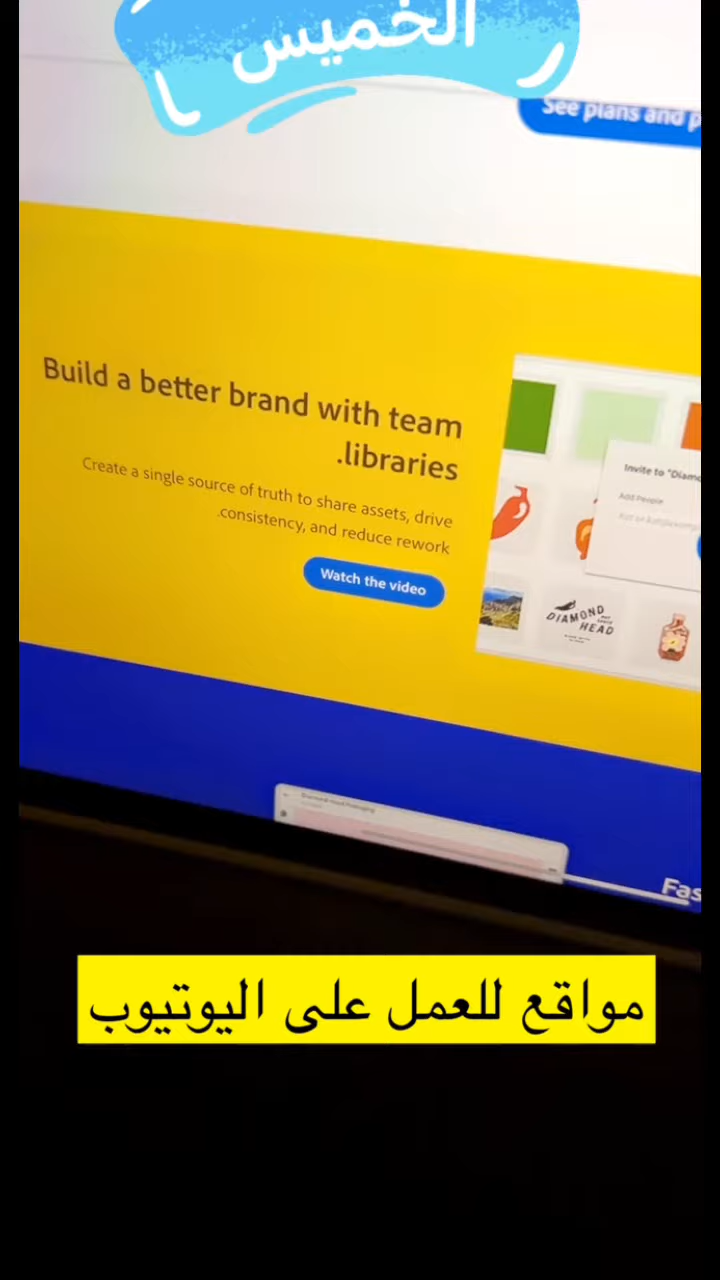 الخميس
See plans and p
Build a better brand with team
.libraries
Create a single source of truth to share assets, drive
.consistency, and reduce rework
Watch the video
Invite to "Diamo
Add People
DIAMOND
HEAD
Fas
مواقع للعمل على اليوتيوب